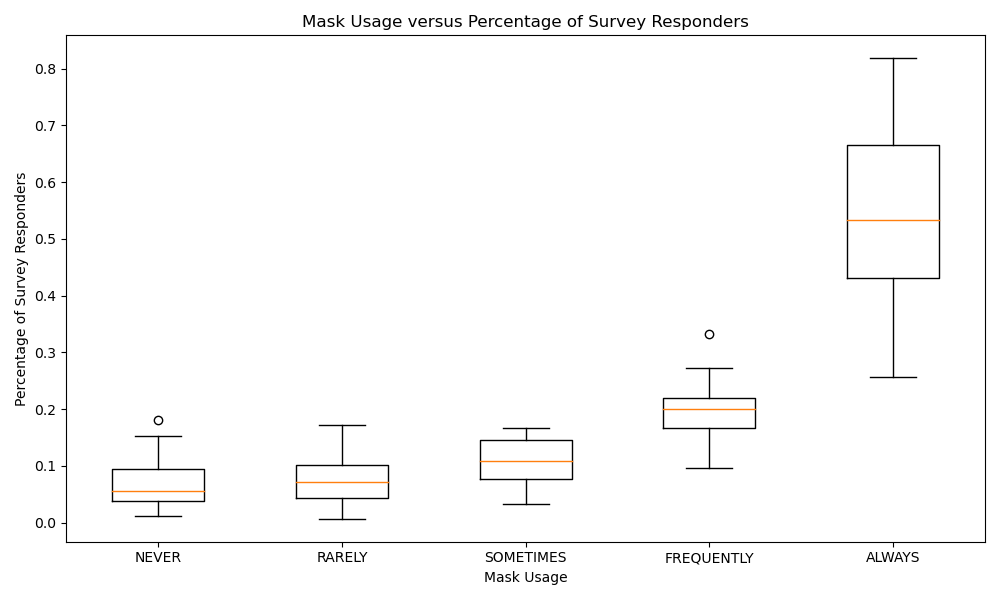 Mask Usage versus Percentage of Survey Responders
Percentage of Survey Responders
0.8
0.7
0.6
0.5
0.4
0.3
0.2
0.1
0.0
NEVER RARELY SOMETIMES FREQUENTLY ALWAYS
Mask Usage